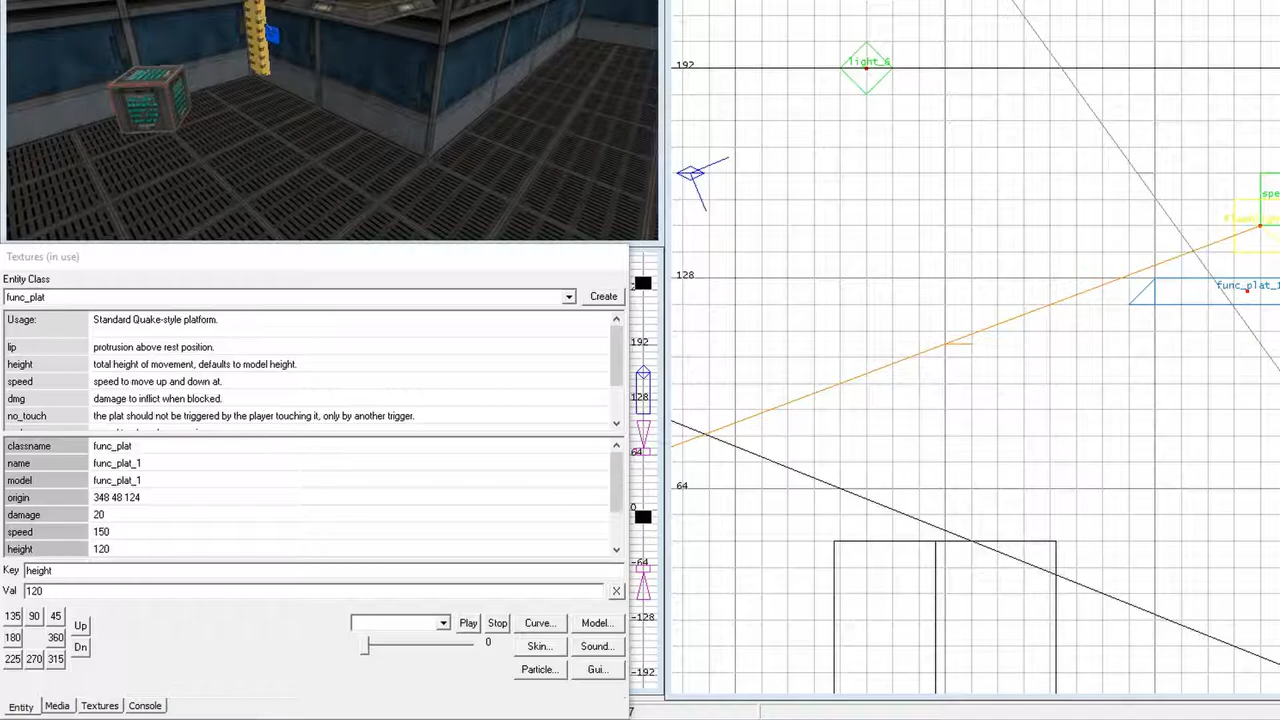 192
light_6
spe
128
func_plat_1
64
Textures (in use)
Entity Class
func_plat
Create
Usage: Standard Quake-style platform.
lip protrusion above rest position.
height total height of movement, defaults to model height.
speed speed to move up and down at.
dmg damage to inflict when blocked.
no_touch the plat should not be triggered by the player touching it, only by another trigger.
classname func_plat
name func_plat_1
model func_plat_1
origin 348 48 124
damage 20
speed 150
height 120
Key height
Val 120 X
135 90 45 Up
180 360 Dn
225 270 315
Play Stop Curve... Model...
0 Skin... Sound...
Particle... Gui...
Entity Media Textures Console
192
128
64
0
-64
-128
-192
7